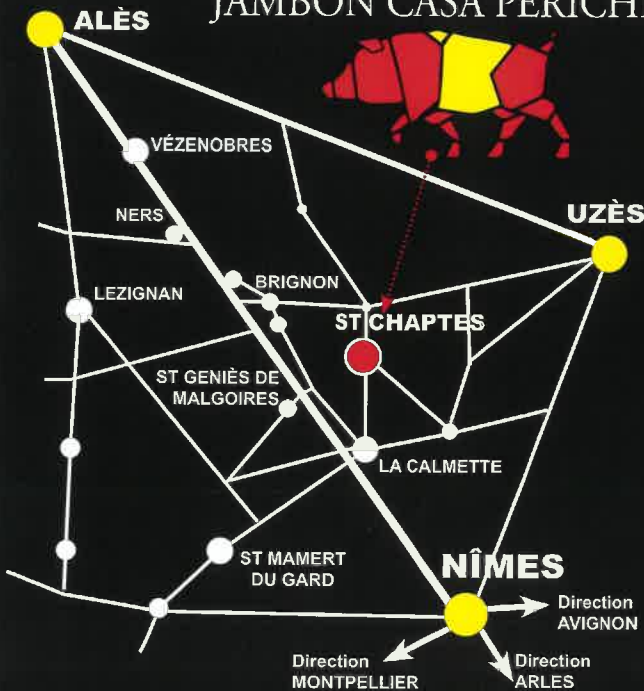 JAMBON CASA PERICH
ALÈS
VÉZENOBRES
NERS
UZÈS
LEZIGNAN
BRIGNON
ST CHAPTES
ST GENIÈS DE
MALGOIRES
LA CALMETTE
ST MAMERT
DU GARD
NÎMES
Direction
AVIGNON
Direction
MONTPELLIER
Direction
ARLES